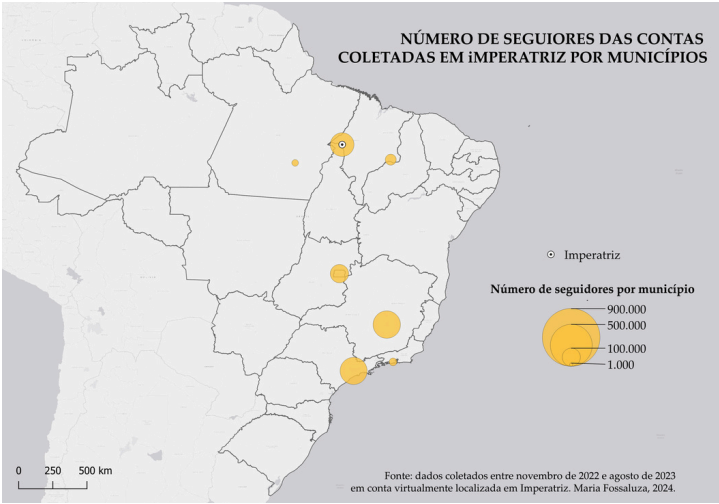 NÚMERO DE SEGUIORES DAS CONTAS
COLETADAS EM iMPERATRIZ POR MUNICÍPIOS
Imperatriz
Número de seguidores por município
900.000
500.000
100.000
1.000
0 250 500 km
Fonte: dados coletados entre novembro de 2022 e agosto de 2023
em conta virtualmente localizada em Imperatriz. Maria Fossaluza, 2024.